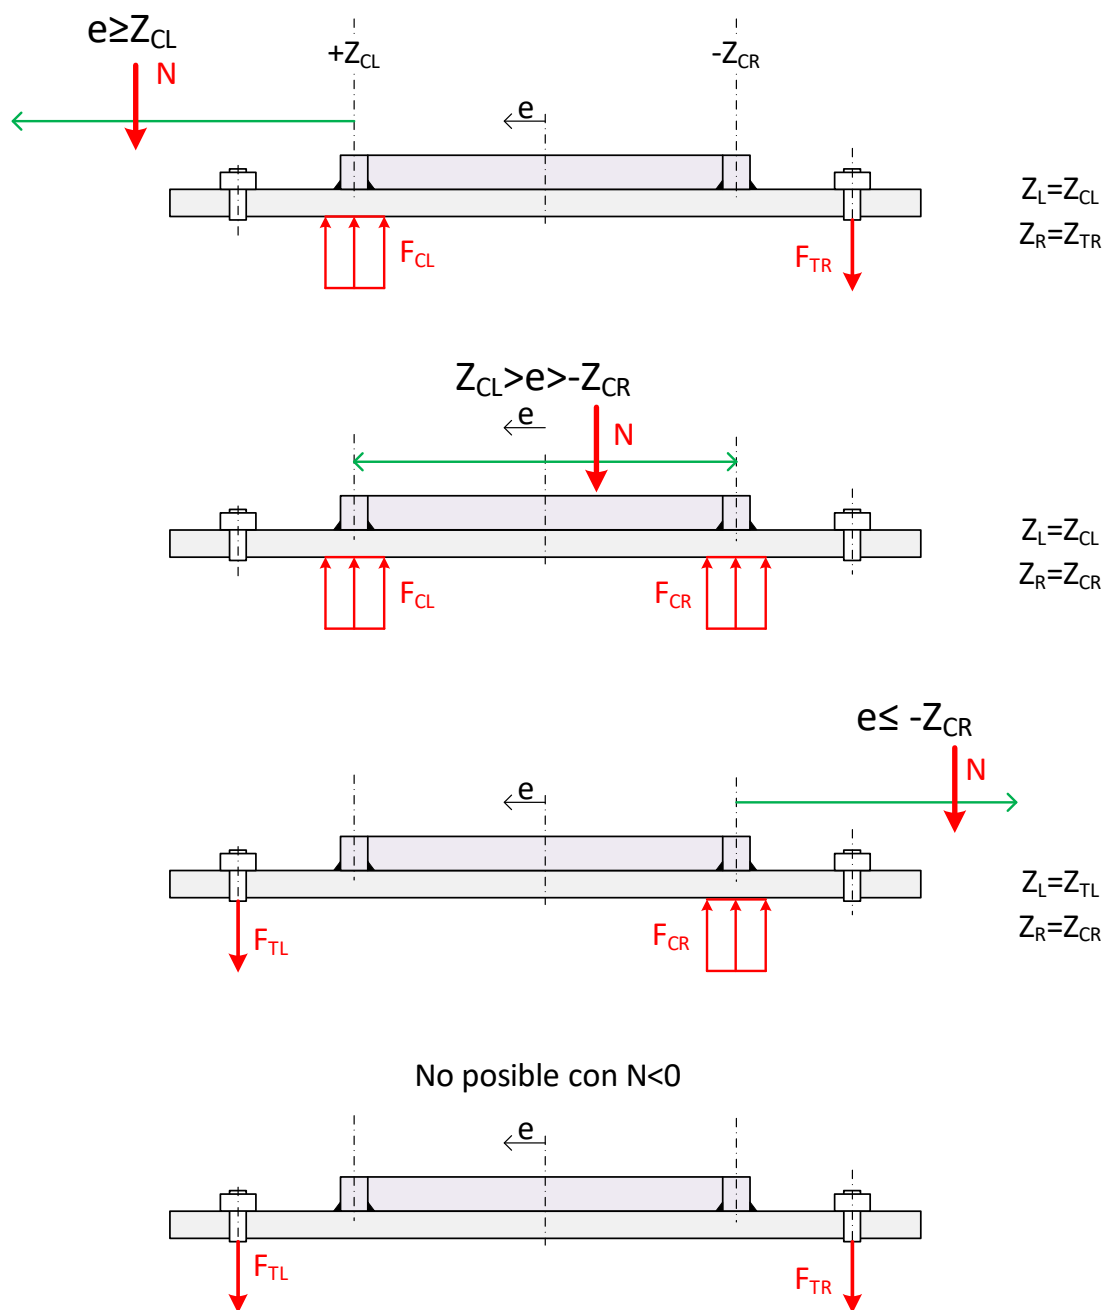 e≥Z_CL
N
+Z_CL
-Z_CR
e
Z_L=Z_CL
Z_R=Z_TR
F_CL
F_TR
Z_CL>e>-Z_CR
e
N
Z_L=Z_CL
Z_R=Z_CR
F_CL
F_CR
e≤ -Z_CR
N
e
Z_L=Z_TL
Z_R=Z_CR
F_TL
F_CR
No posible con N<0
e
F_TL
F_TR